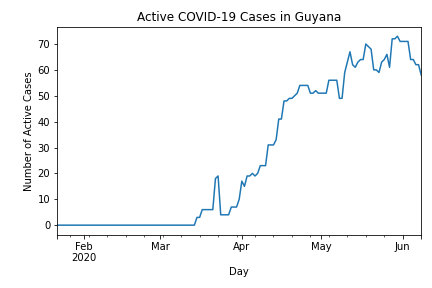 Active COVID-19 Cases in Guyana
Number of Active Cases
70
60
50
40
30
20
10
0
Feb Mar Apr May Jun
2020
Day